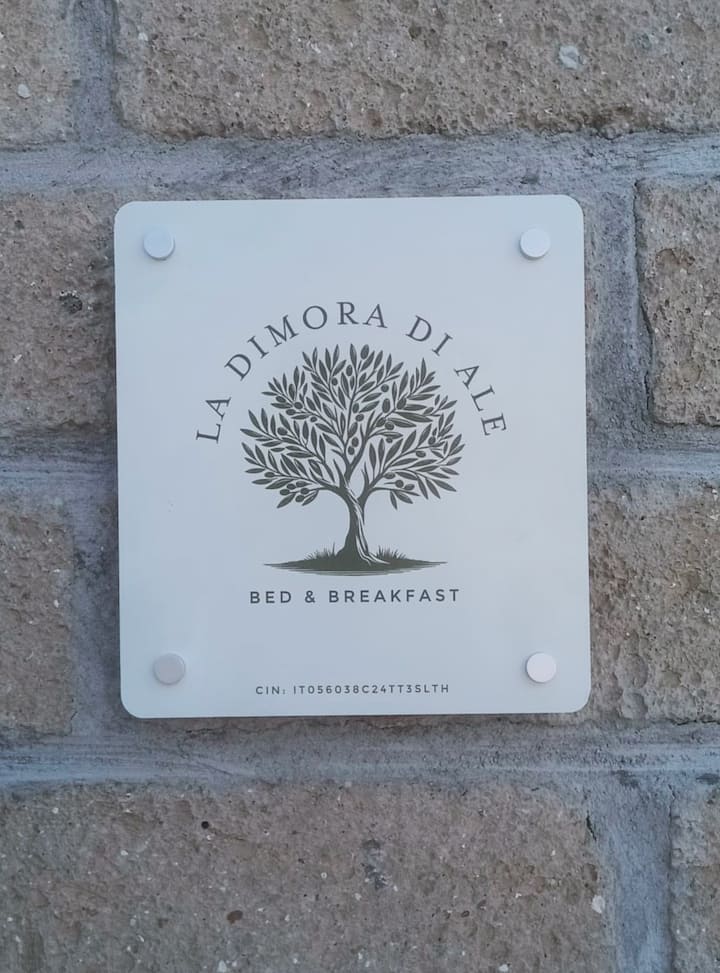 LA DIMORA DI ALE
BED & BREAKFAST
CIN: IT056038C24TT3SLTH